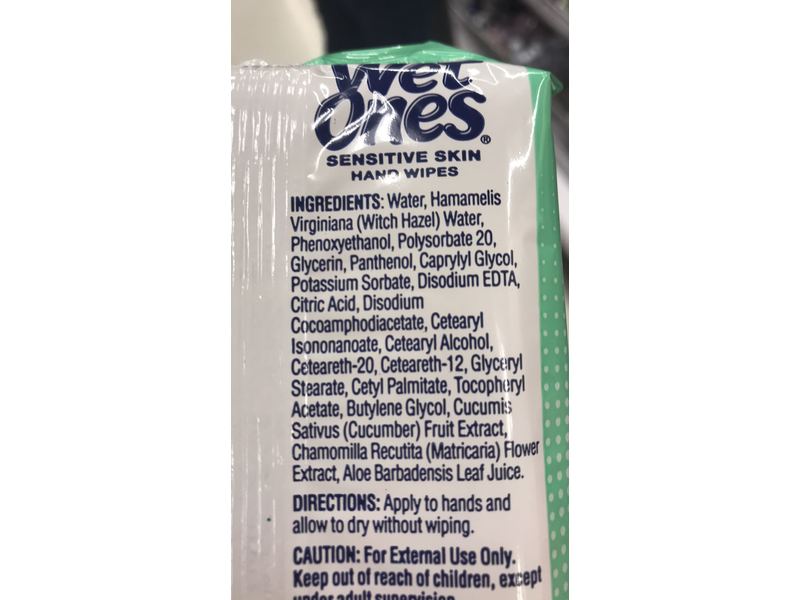 Wet
Ones®
SENSITIVE SKIN
HAND WIPES
INGREDIENTS: Water, Hamamelis
Virginiana (Witch Hazel) Water,
Phenoxyethanol, Polysorbate 20,
Glycerin, Panthenol, Caprylyl Glycol,
Potassium Sorbate, Disodium EDTA,
Citric Acid, Disodium
Cocoamphodiacetate, Cetearyl
Isononanoate, Cetearyl Alcohol,
Ceteareth-20, Ceteareth-12, Glyceryl
Stearate, Cetyl Palmitate, Tocopheryl
Acetate, Butylene Glycol, Cucumis
Sativus (Cucumber) Fruit Extract,
Chamomilla Recutita (Matricaria) Flower
Extract, Aloe Barbadensis Leaf Juice.
DIRECTIONS: Apply to hands and
allow to dry without wiping.
CAUTION: For External Use Only.
Keep out of reach of children, except
under adult supervision